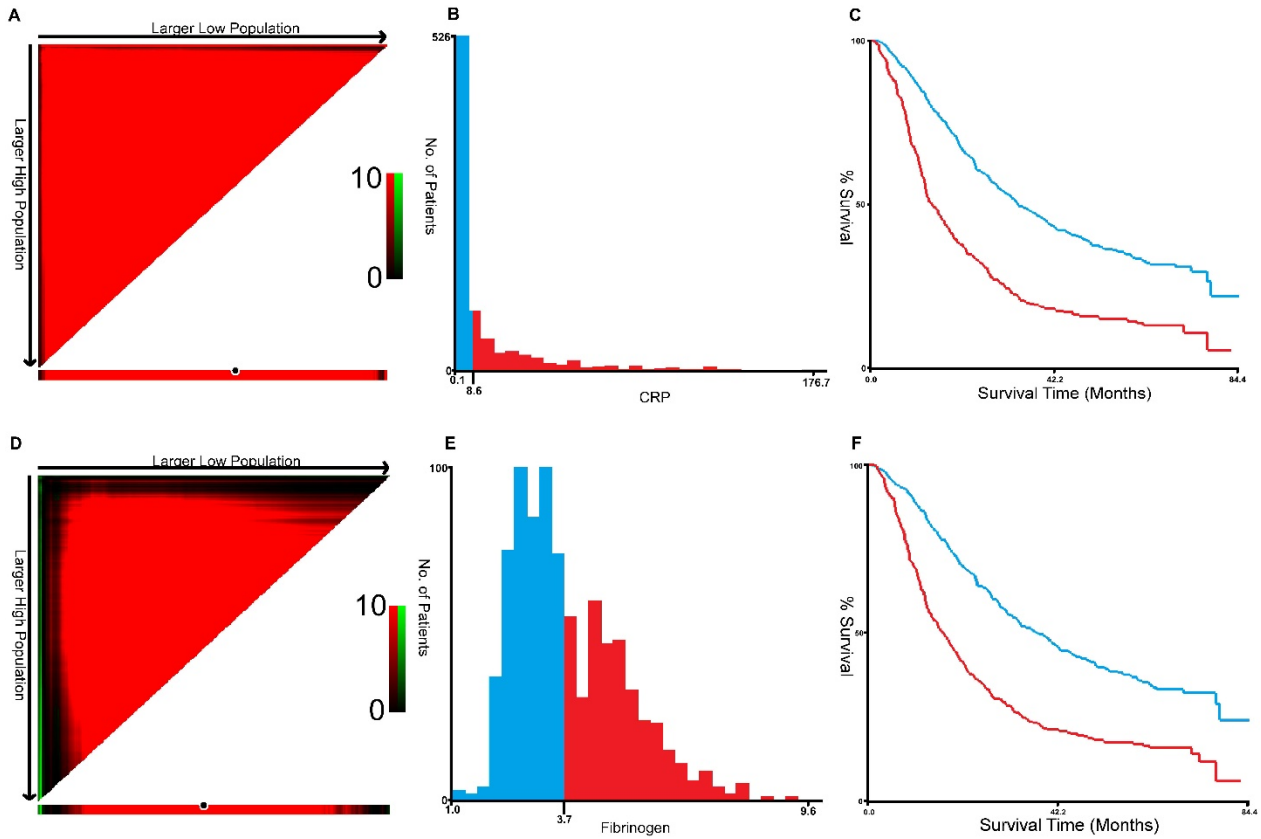 A
Larger Low Population
Larger High Population
10
0
B
526
No. of Patients
0
0.1
8.6
176.7
CRP
C
100
% Survival
50
0
0.0
42.2
84.4
Survival Time (Months)
D
Larger Low Population
Larger High Population
10
0
E
100
No. of Patients
0
1.0
3.7
9.6
Fibrinogen
F
100
% Survival
50
0
0.0
42.2
84.4
Survival Time (Months)